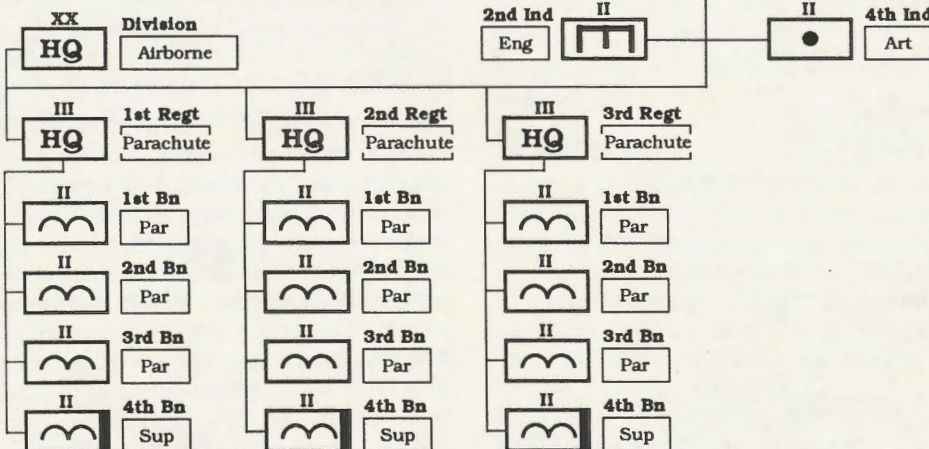 XX Division 2nd Ind II II 4th Ind
HQ Airborne Eng Art
III 1st Regt III 2nd Regt III 3rd Regt
HQ Parachute HQ Parachute HQ Parachute
II 1st Bn II 1st Bn II 1st Bn
Par Par Par
II 2nd Bn II 2nd Bn II 2nd Bn
Par Par Par
II 3rd Bn II 3rd Bn II 3rd Bn
Par Par Par
II 4th Bn II 4th Bn II 4th Bn
Sup Sup Sup